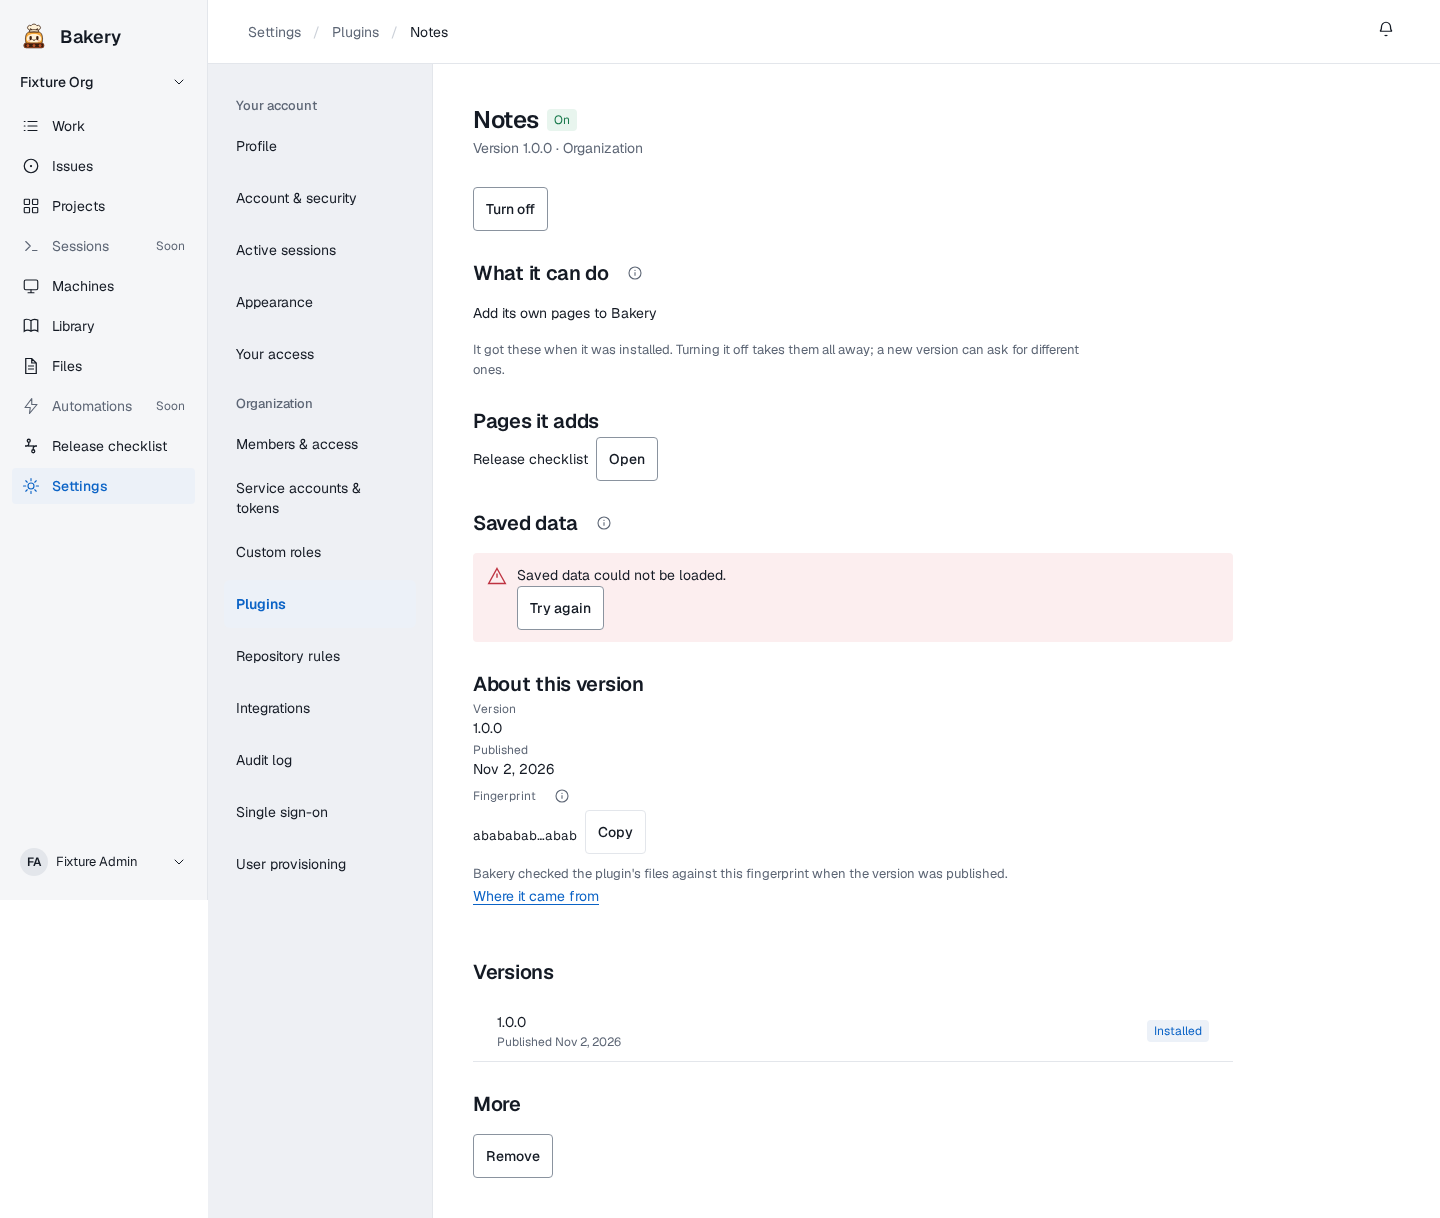 Bakery
Fixture Org
Work
Issues
Projects
Sessions Soon
Machines
Library
Files
Automations Soon
Release checklist
Settings
FA Fixture Admin
Settings / Plugins / Notes
Your account
Profile
Account & security
Active sessions
Appearance
Your access
Organization
Members & access
Service accounts &
tokens
Custom roles
Plugins
Repository rules
Integrations
Audit log
Single sign-on
User provisioning
Notes On
Version 1.0.0 · Organization
Turn off
What it can do
Add its own pages to Bakery
It got these when it was installed. Turning it off takes them all away; a new version can ask for different
ones.
Pages it adds
Release checklist Open
Saved data
Saved data could not be loaded.
Try again
About this version
Version
1.0.0
Published
Nov 2, 2026
Fingerprint
abababab…abab Copy
Bakery checked the plugin's files against this fingerprint when the version was published.
Where it came from
Versions
1.0.0
Published Nov 2, 2026
Installed
More
Remove